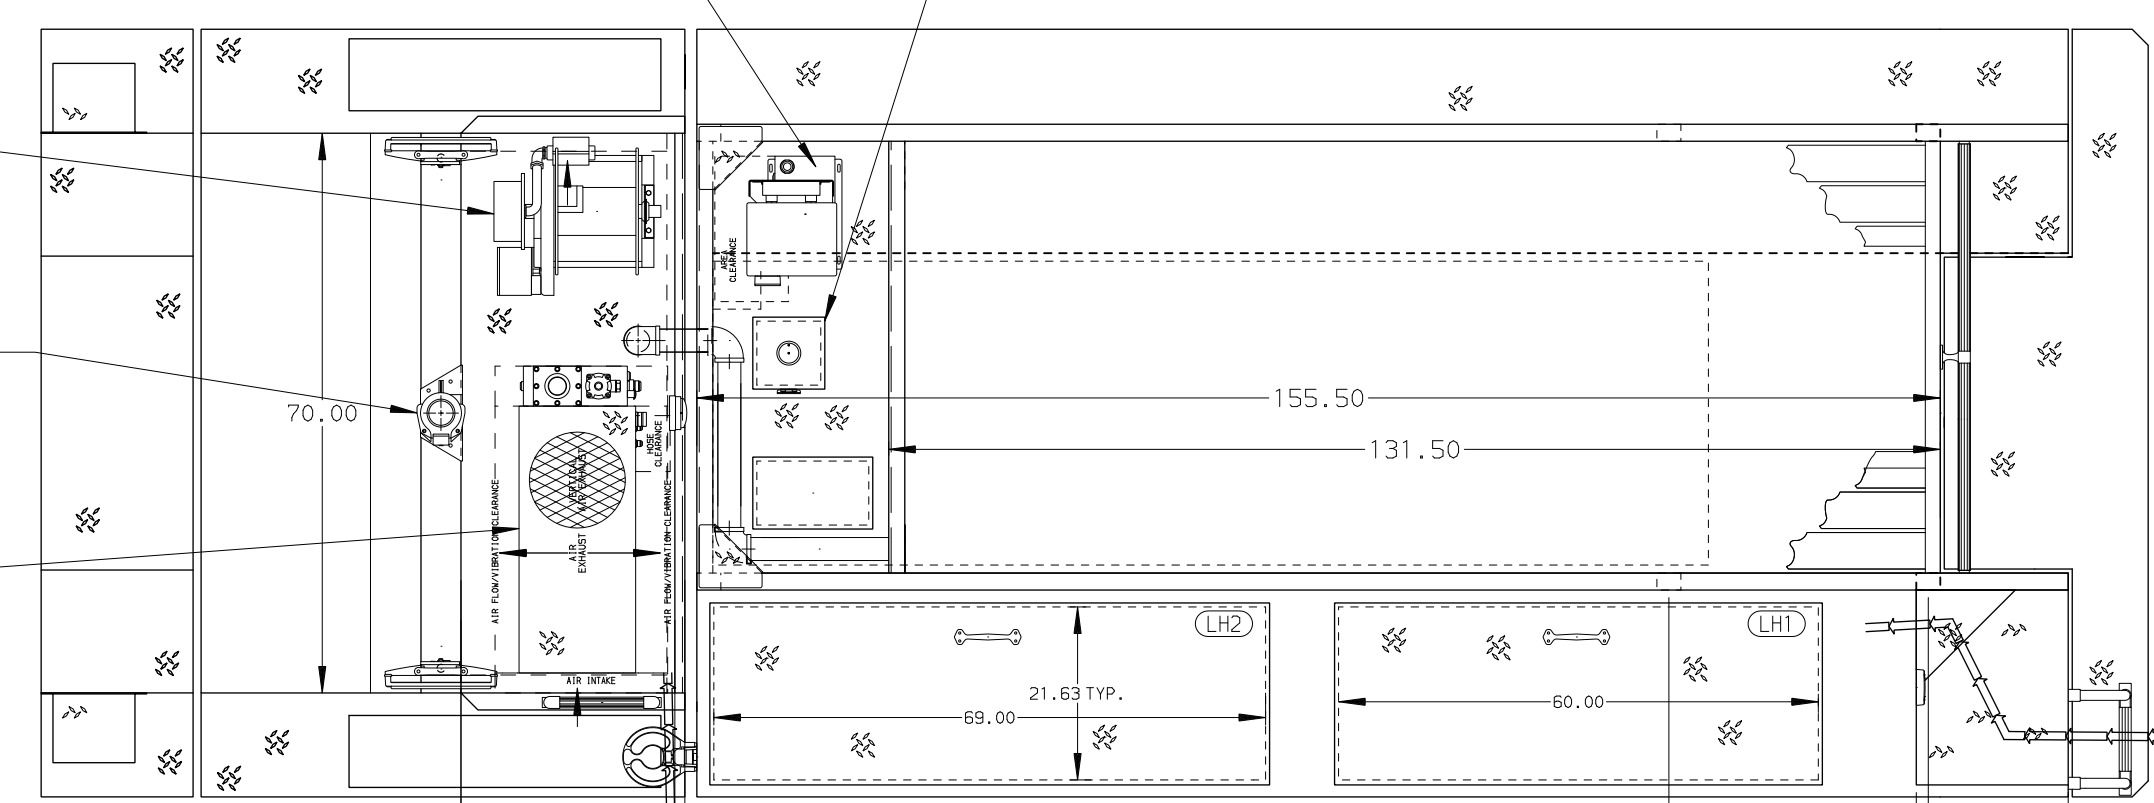 AREA
CLEARANCE
155.50
70.00
131.50
HOSE
CLEARANCE
VERTICAL
AIR EXHAUST
AIR FLOW/VIBRATION CLEARANCE
AIR
EXHAUST
AIR FLOW/VIBRATION CLEARANCE
AIR INTAKE
LH2
LH1
21.63 TYP.
69.00
60.00